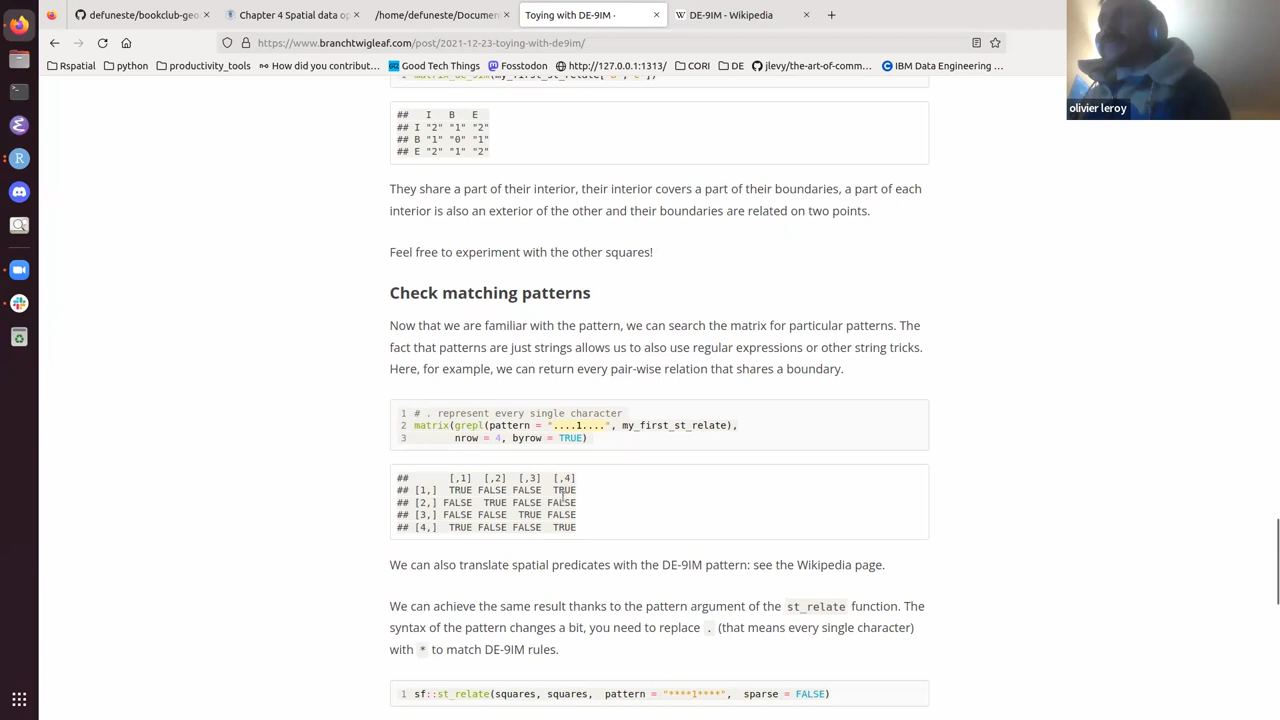 defuneste/bookclub-geo
Chapter 4 Spatial data op
/home/defuneste/Documen
Toying with DE-9IM ·
DE-9IM - Wikipedia
https://www.branchtwigleaf.com/post/2021-12-23-toying-with-de9im/
Rspatial
python
productivity_tools
How did you contribut…
Good Tech Things
Fosstodon
http://127.0.0.1:1313/
CORI
DE
jlevy/the-art-of-comm…
IBM Data Engineering …
olivier leroy
##   I   B   E
## I "2" "1" "2"
## B "1" "0" "1"
## E "2" "1" "2"
They share a part of their interior, their interior covers a part of their boundaries, a part of each
interior is also an exterior of the other and their boundaries are related on two points.
Feel free to experiment with the other squares!
Check matching patterns
Now that we are familiar with the pattern, we can search the matrix for particular patterns. The
fact that patterns are just strings allows us to also use regular expressions or other string tricks.
Here, for example, we can return every pair-wise relation that shares a boundary.
1 # . represent every single character
2 matrix(grepl(pattern = "....1....", my_first_st_relate),
3        nrow = 4, byrow = TRUE)
##       [,1]  [,2]  [,3]  [,4]
## [1,]  TRUE FALSE FALSE  TRUE
## [2,] FALSE  TRUE FALSE FALSE
## [3,] FALSE FALSE  TRUE FALSE
## [4,]  TRUE FALSE FALSE  TRUE
We can also translate spatial predicates with the DE-9IM pattern: see the Wikipedia page.
We can achieve the same result thanks to the pattern argument of the st_relate function. The
syntax of the pattern changes a bit, you need to replace . (that means every single character)
with * to match DE-9IM rules.
1 sf::st_relate(squares, squares,  pattern = "****1****",  sparse = FALSE)